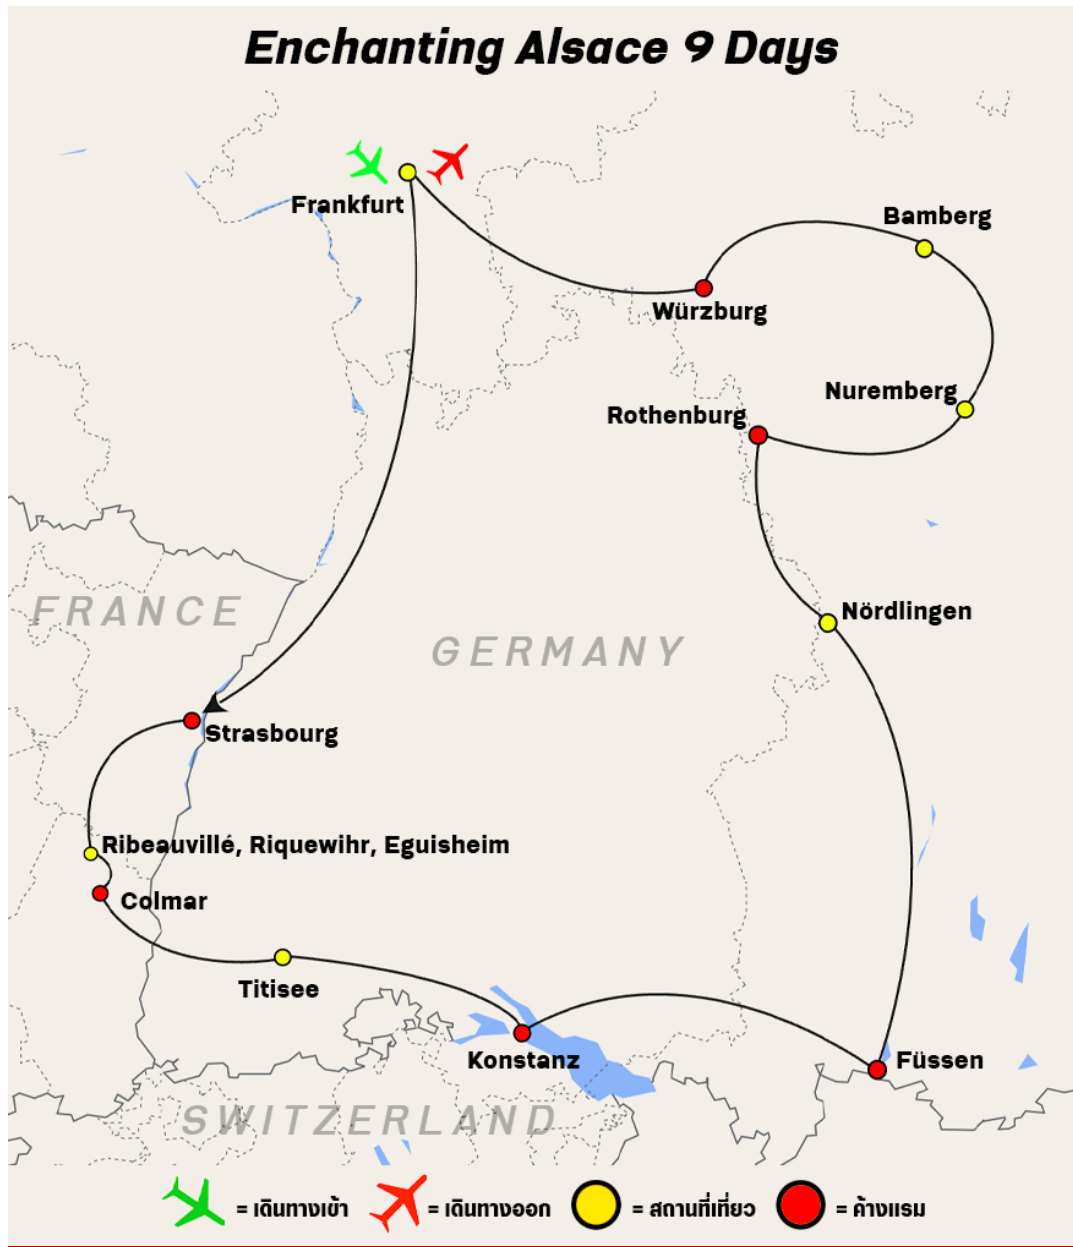 Enchanting Alsace 9 Days
Frankfurt
Bamberg
Würzburg
Nuremberg
Rothenburg
FRANCE
Nördlingen
GERMANY
Strasbourg
Ribeauvillé, Riquewihr, Eguisheim
Colmar
Titisee
Konstanz
Füssen
SWITZERLAND
= เดินทางเข้า = เดินทางออก = สถานที่เที่ยว = ค้างแรม